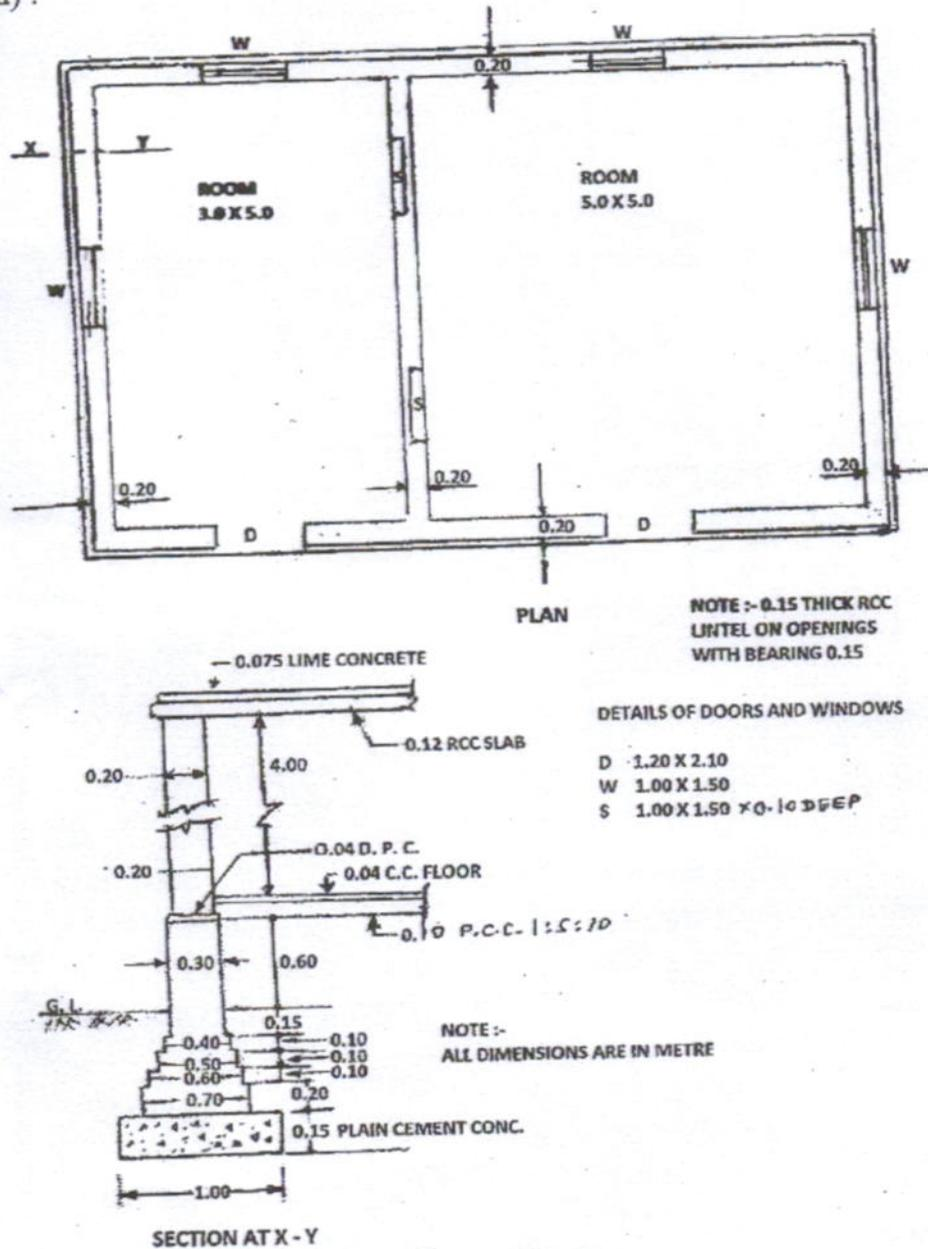 W
W
0.20
X
Y
S
ROOM
3.0 X 5.0
ROOM
5.0 X 5.0
W
W
S
0.20
0.20
0.20
D
0.20
D
PLAN
NOTE :- 0.15 THICK RCC
LINTEL ON OPENINGS
WITH BEARING 0.15
0.075 LIME CONCRETE
DETAILS OF DOORS AND WINDOWS
0.12 RCC SLAB
4.00
0.20
D 1.20 X 2.10
W 1.00 X 1.50
S 1.00 X 1.50 X 0.10 DEEP
0.04 D. P. C.
0.04 C.C. FLOOR
0.20
P.C.C. 1:5:10
0.30
0.60
G. L.
0.15
0.40
0.10
NOTE :-
0.50
0.10
ALL DIMENSIONS ARE IN METRE
0.60
0.10
0.70
0.20
0.15 PLAIN CEMENT CONC.
1.00
SECTION AT X - Y